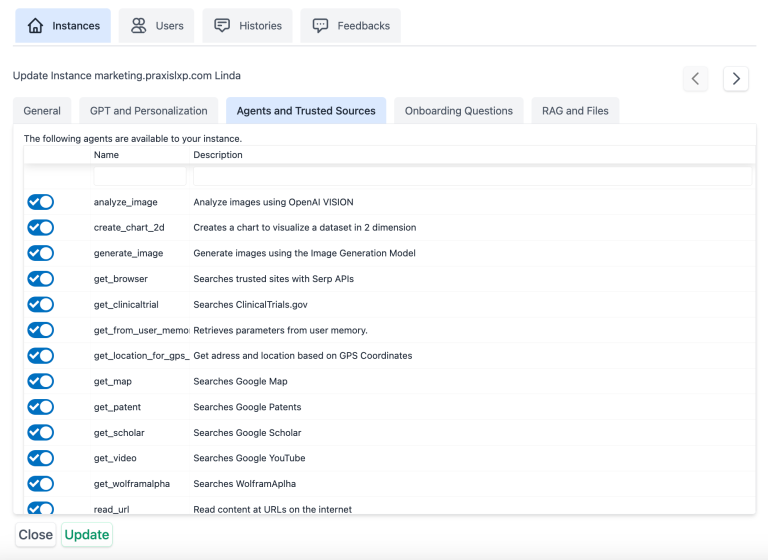 Instances Users Histories Feedbacks
Update Instance marketing.praxislxp.com Linda
General GPT and Personalization Agents and Trusted Sources Onboarding Questions RAG and Files
The following agents are available to your instance.
Name Description
analyze_image Analyze images using OpenAI VISION
create_chart_2d Creates a chart to visualize a dataset in 2 dimension
generate_image Generate images using the Image Generation Model
get_browser Searches trusted sites with Serp APIs
get_clinicaltrial Searches ClinicalTrials.gov
get_from_user_memo Retrieves parameters from user memory.
get_location_for_gps_ Get adress and location based on GPS Coordinates
get_map Searches Google Map
get_patent Searches Google Patents
get_scholar Searches Google Scholar
get_video Searches Google YouTube
get_wolframalpha Searches WolframAplha
read_url Read content at URLs on the internet
Close Update